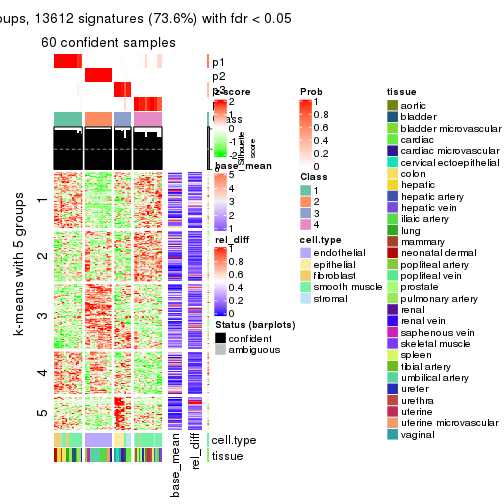 oups, 13612 signatures (73.6%) with fdr < 0.05
60 confident samples
p1
p2
p3
k-means with 5 groups
1
2
3
4
5
z-score
2
1
0
-1
-2
Silhouette score
base_mean
5
4
3
2
1
rel_diff
1
0.8
0.6
0.4
0.2
0
Status (barplots)
confident
ambiguous
cell.type
tissue
base_mean
rel_diff
Prob
1
0.8
0.6
0.4
0.2
0
Class
1
2
3
4
cell.type
endothelial
epithelial
fibroblast
smooth muscle
stromal
tissue
aortic
bladder
bladder microvascular
cardiac
cardiac microvascular
cervical ectoepithelial
colon
hepatic
hepatic artery
hepatic vein
iliac artery
lung
mammary
neonatal dermal
popliteal artery
popliteal vein
prostate
pulmonary artery
renal
renal vein
saphenous vein
skeletal muscle
spleen
tibial artery
umbilical artery
ureter
urethra
uterine
uterine microvascular
vaginal